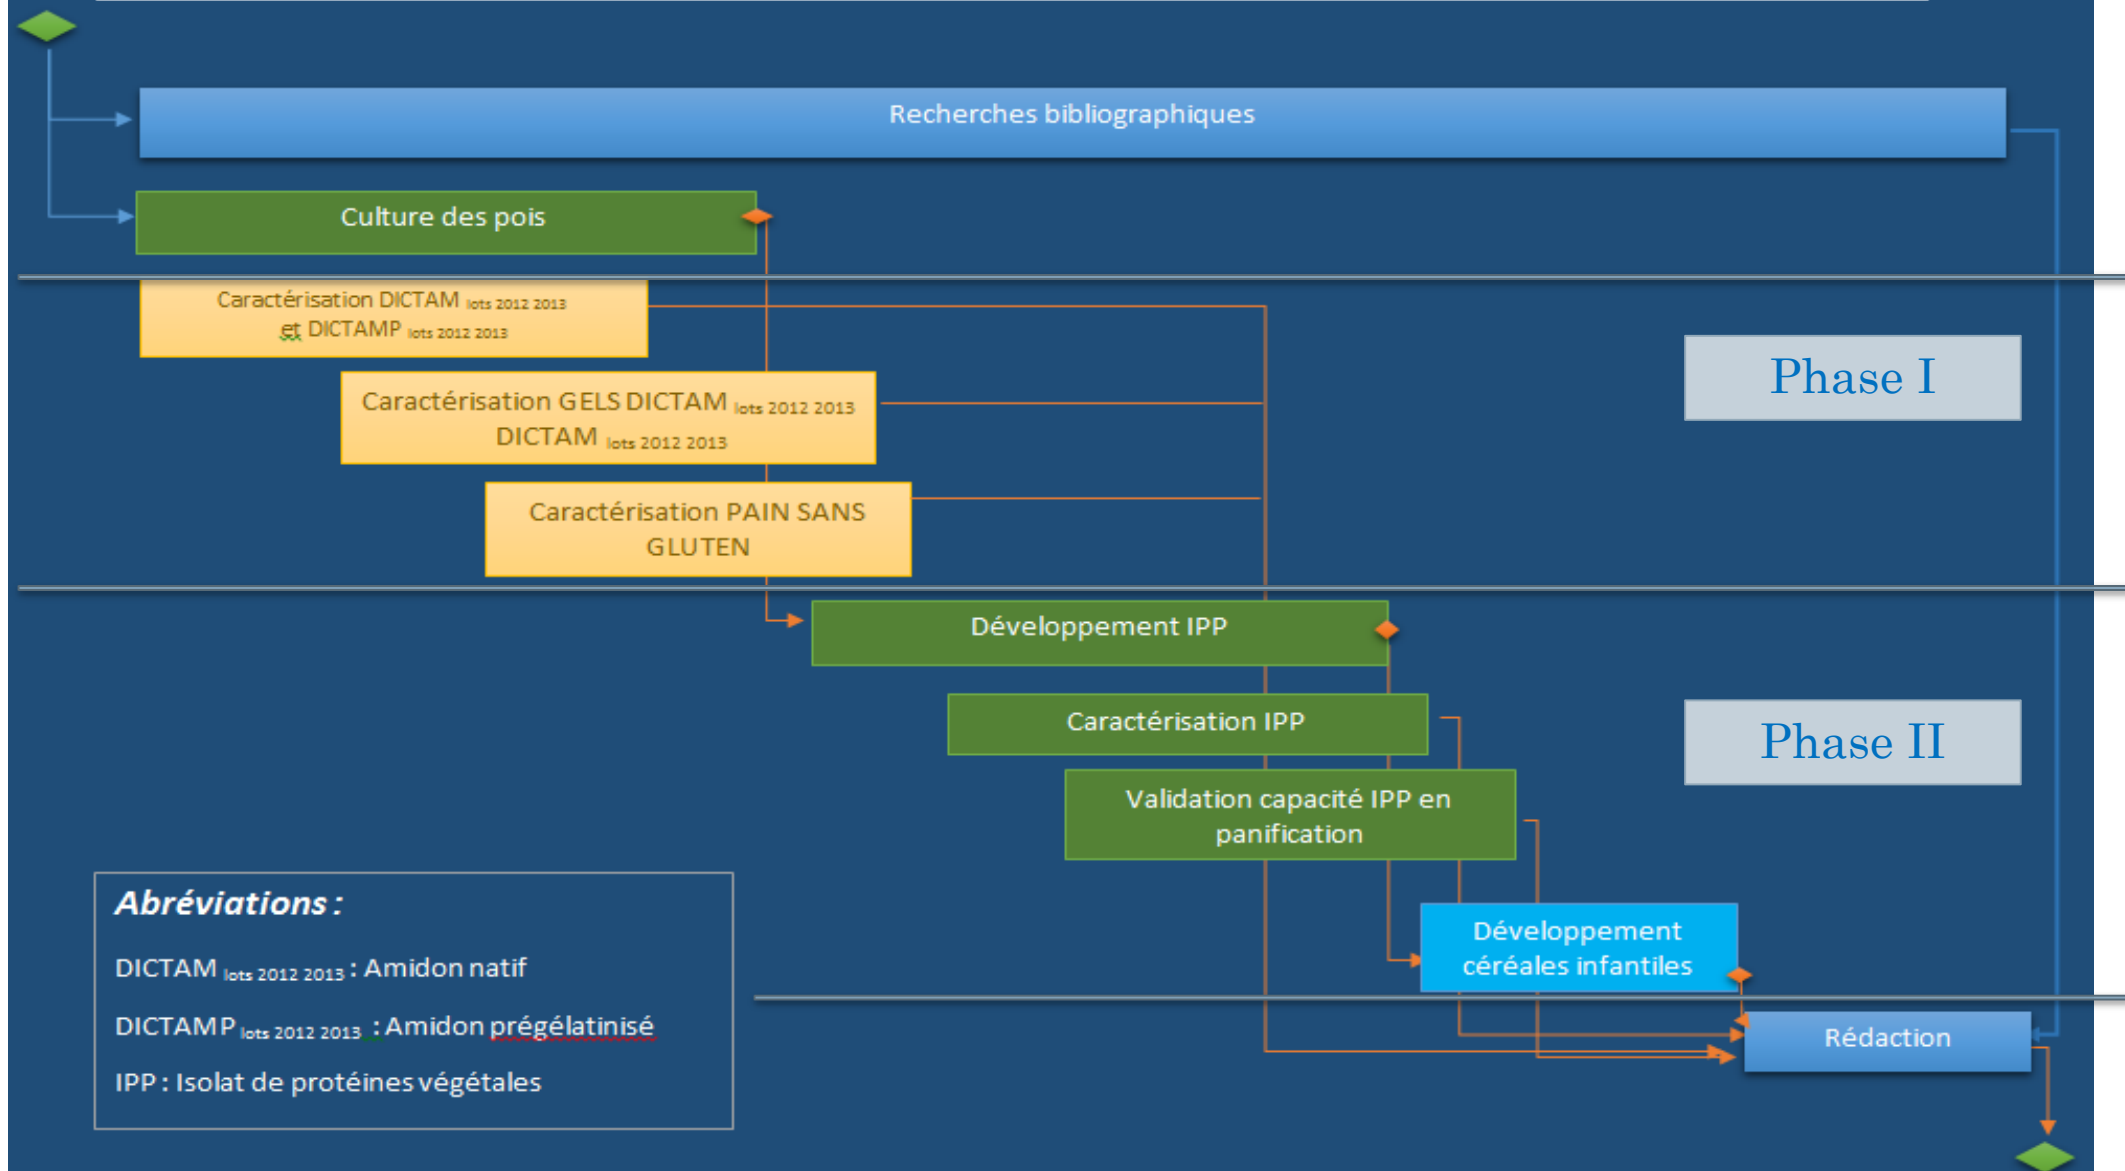 Recherches bibliographiques
Culture des pois
Caractérisation DICTAM lots 2012 2013
et DICTAMP lots 2012 2013
Phase I
Caractérisation GELS DICTAM lots 2012 2013
DICTAM lots 2012 2013
Caractérisation PAIN SANS
GLUTEN
Développement IPP
Caractérisation IPP
Phase II
Validation capacité IPP en
panification
Développement
céréales infantiles
Rédaction
Abréviations :
DICTAM lots 2012 2013 : Amidon natif
DICTAMP lots 2012 2013 : Amidon prégélatinisé
IPP : Isolat de protéines végétales